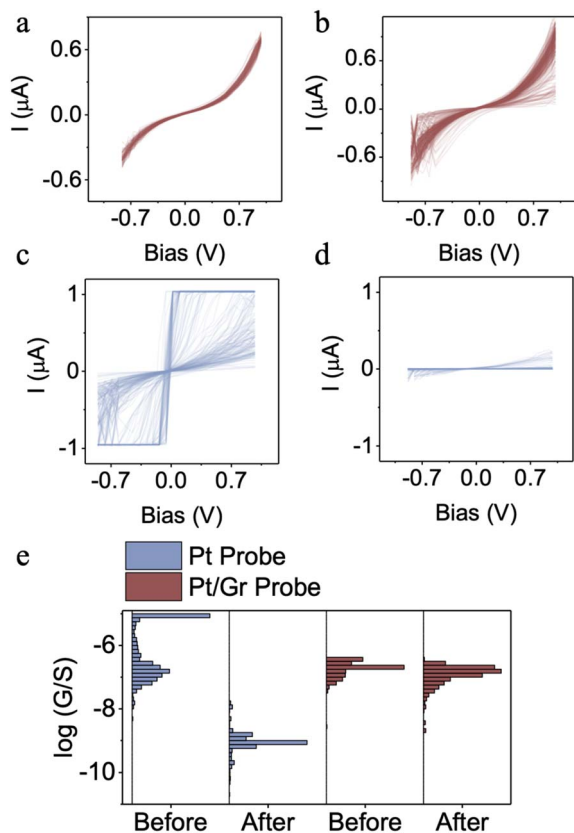 a
b
I (μA)
0.6
0.0
-0.6
-0.7 0.0 0.7
Bias (V)
I (μA)
0.6
0.0
-0.6
-0.7 0.0 0.7
Bias (V)
c
d
I (μA)
1
0
-1
-0.7 0.0 0.7
Bias (V)
I (μA)
1
0
-1
-0.7 0.0 0.7
Bias (V)
e
Pt Probe
Pt/Gr Probe
log (G/S)
-6
-8
-10
Before After Before After